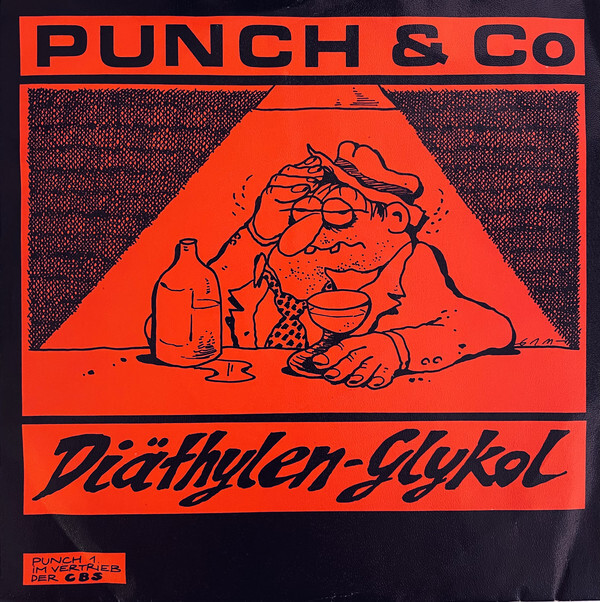 PUNCH & Co
Diäthylen-Glykol
PUNCH 1
IM VERTRIEB
DER CBS